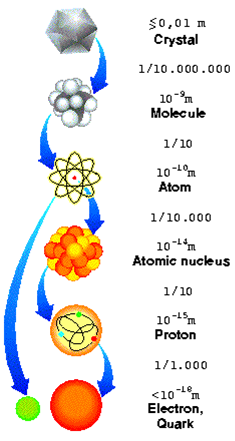 ≲0,01 m
Crystal
1/10.000.000
10⁻⁹m
Molecule
1/10
10⁻¹⁰m
Atom
1/10.000
10⁻¹⁴m
Atomic nucleus
1/10
10⁻¹⁵m
Proton
1/1.000
<10⁻¹⁸m
Electron,
Quark